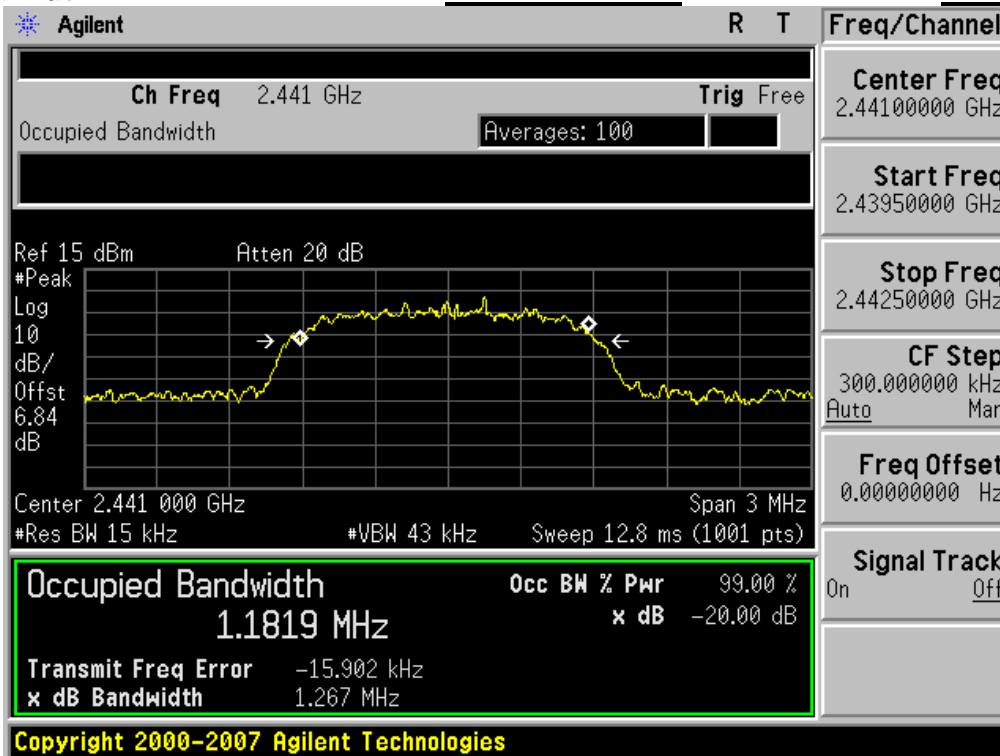 Agilent R T
Freq/Channel
Ch Freq 2.441 GHz Trig Free
Occupied Bandwidth Averages: 100
Ref 15 dBm Atten 20 dB
#Peak
Log
10
dB/
Offst
6.84
dB
Center 2.441 000 GHz Span 3 MHz
#Res BW 15 kHz #VBW 43 kHz Sweep 12.8 ms (1001 pts)
Occupied Bandwidth Occ BW % Pwr 99.00 %
1.1819 MHz x dB -20.00 dB
Transmit Freq Error -15.902 kHz
x dB Bandwidth 1.267 MHz
Center Freq
2.44100000 GHz
Start Freq
2.43950000 GHz
Stop Freq
2.44250000 GHz
CF Step
300.000000 kHz
Auto Man
Freq Offset
0.00000000 Hz
Signal Track
On Off
Copyright 2000-2007 Agilent Technologies